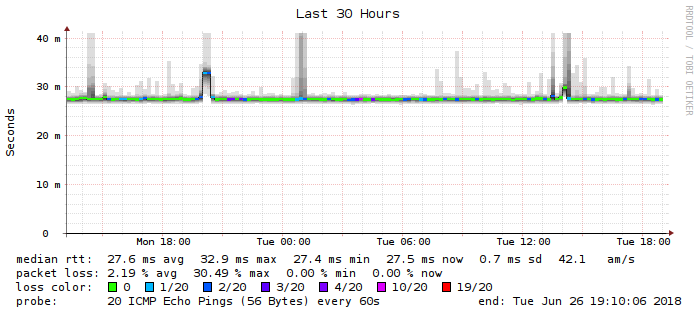 Last 30 Hours
RRDTOOL / TOBI OETIKER
Seconds
40 m
30 m
20 m
10 m
0
Mon 18:00 Tue 00:00 Tue 06:00 Tue 12:00 Tue 18:00
median rtt: 27.6 ms avg 32.9 ms max 27.4 ms min 27.5 ms now 0.7 ms sd 42.1 am/s
packet loss: 2.19 % avg 30.49 % max 0.00 % min 0.00 % now
loss color: 0 1/20 2/20 3/20 4/20 10/20 19/20
probe: 20 ICMP Echo Pings (56 Bytes) every 60s end: Tue Jun 26 19:10:06 2018